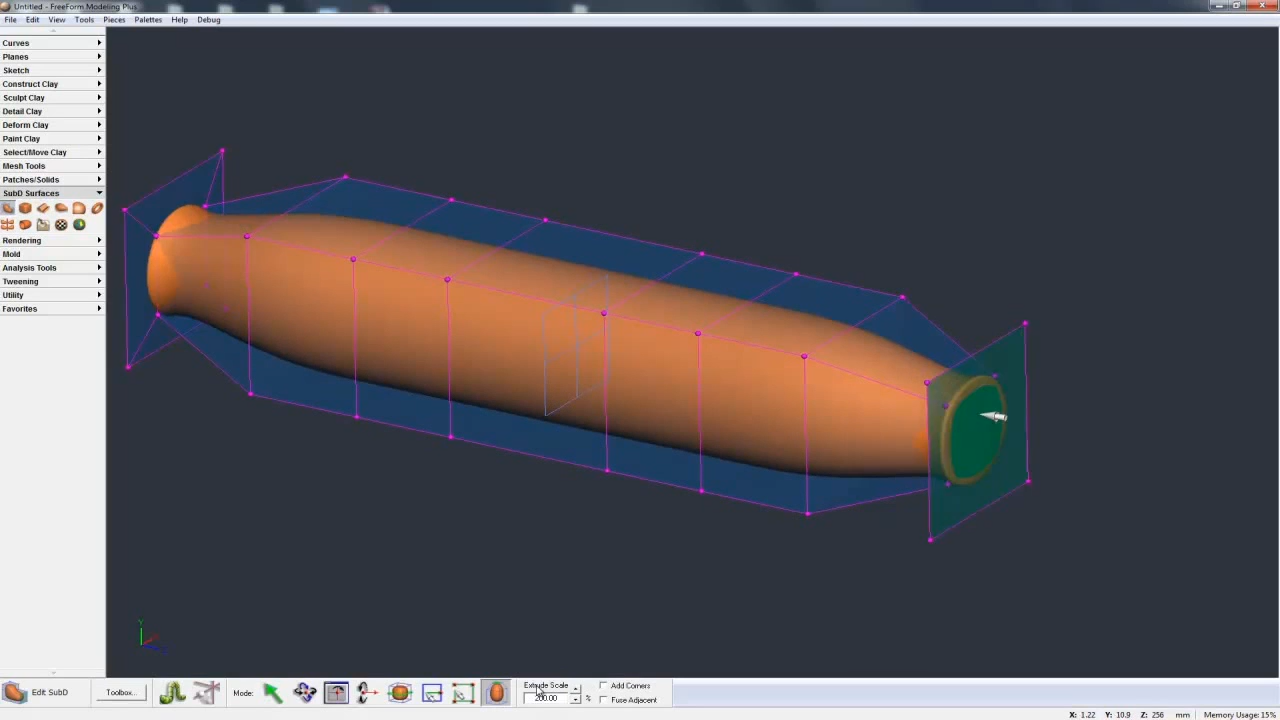 Untitled - FreeForm Modeling Plus
File Edit View Tools Pieces Palettes Help Debug
Curves
Planes
Sketch
Construct Clay
Sculpt Clay
Detail Clay
Deform Clay
Paint Clay
Select/Move Clay
Mesh Tools
Patches/Solids
SubD Surfaces
Rendering
Mold
Analysis Tools
Tweening
Utility
Favorites
Y
Edit SubD
Toolbox...
Mode:
Extrude Scale
200.00 %
Add Corners
Fuse Adjacent
X: 1.22 Y: 10.9 Z: 256 mm Memory Usage: 15%